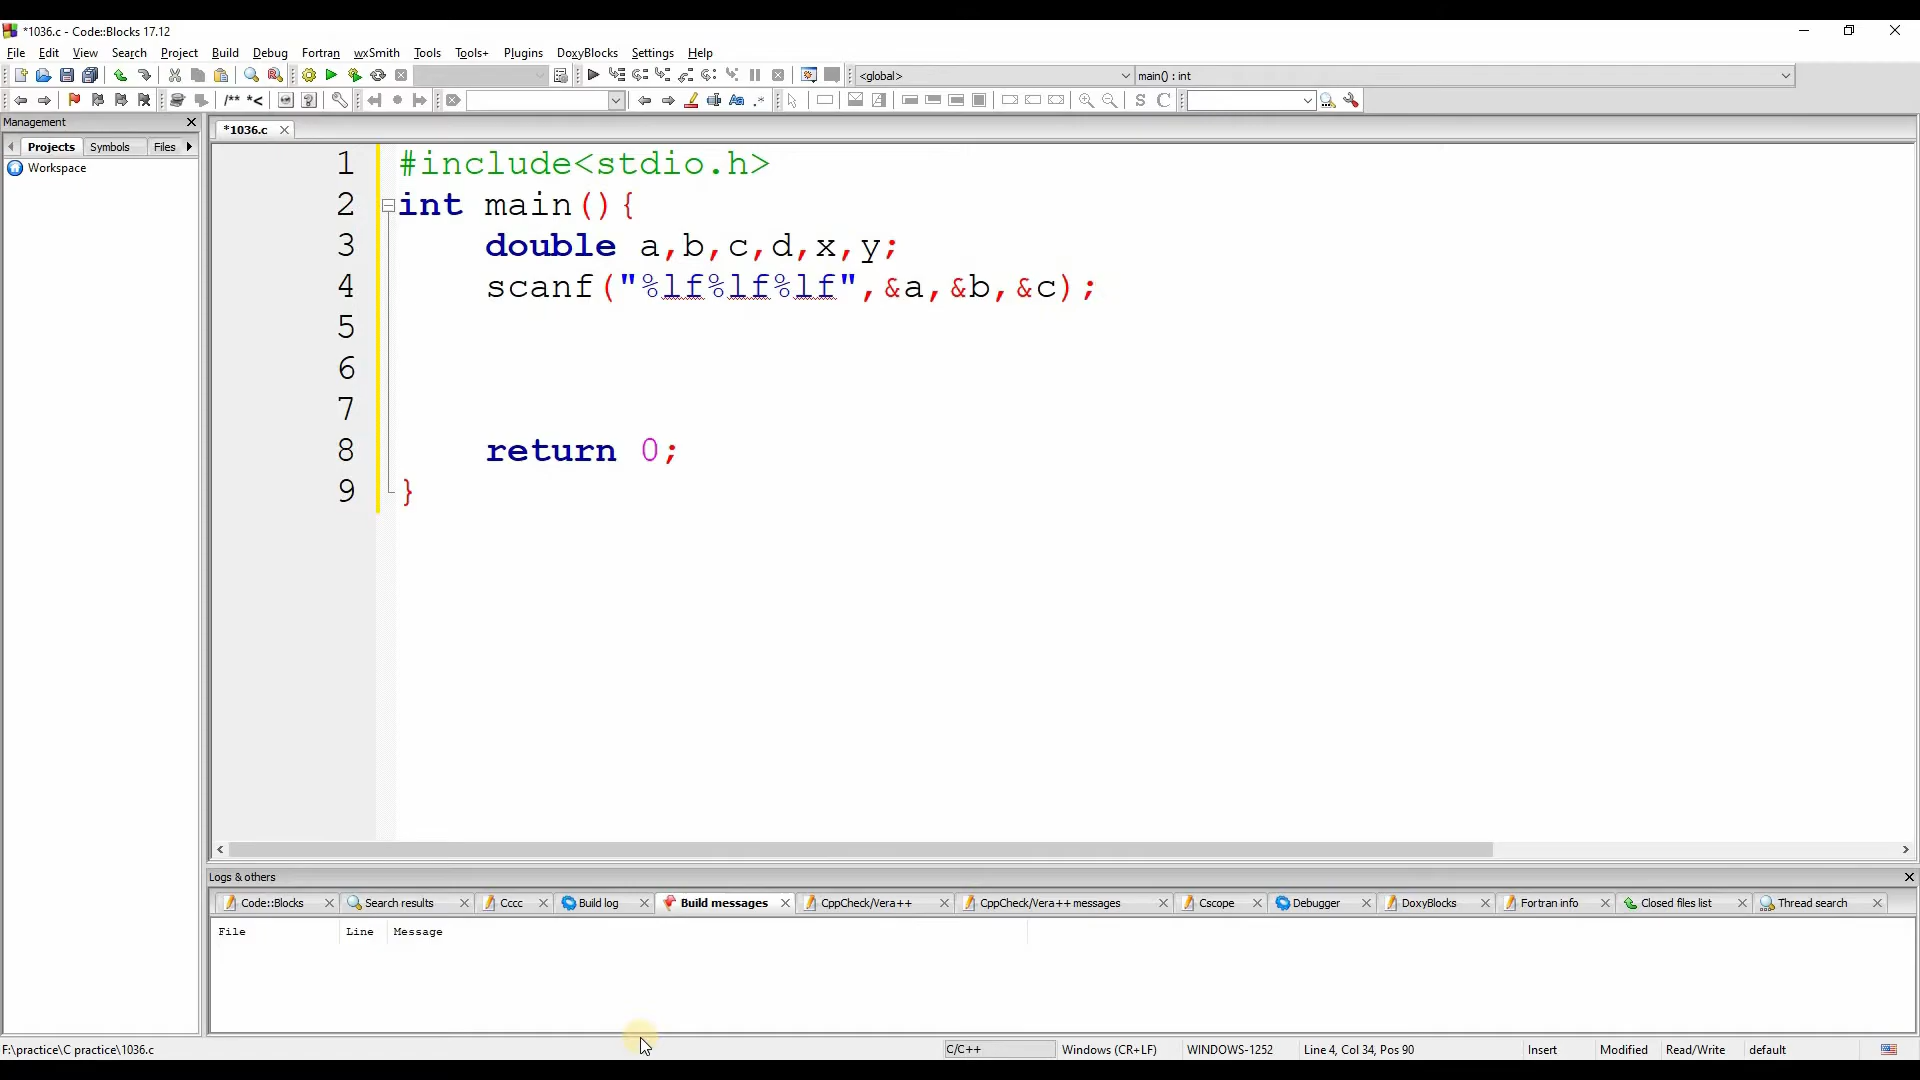 *1036.c - Code::Blocks 17.12
File Edit View Search Project Build Debug Fortran wxSmith Tools Tools+ Plugins DoxyBlocks Settings Help
<global> main() : int
/** *<
Aa .* S C
Management
*1036.c
Projects Symbols Files
Workspace
1 #include<stdio.h>
2 int main(){
3 double a,b,c,d,x,y;
4 scanf("%lf%lf%lf",&a,&b,&c);
5
6
7
8 return 0;
9 }
Logs & others
Code::Blocks Search results Cccc Build log Build messages CppCheck/Vera++ CppCheck/Vera++ messages Cscope Debugger DoxyBlocks Fortran info Closed files list Thread search
File Line Message
F:\practice\C practice\1036.c C/C++ Windows (CR+LF) WINDOWS-1252 Line 4, Col 34, Pos 90 Insert Modified Read/Write default